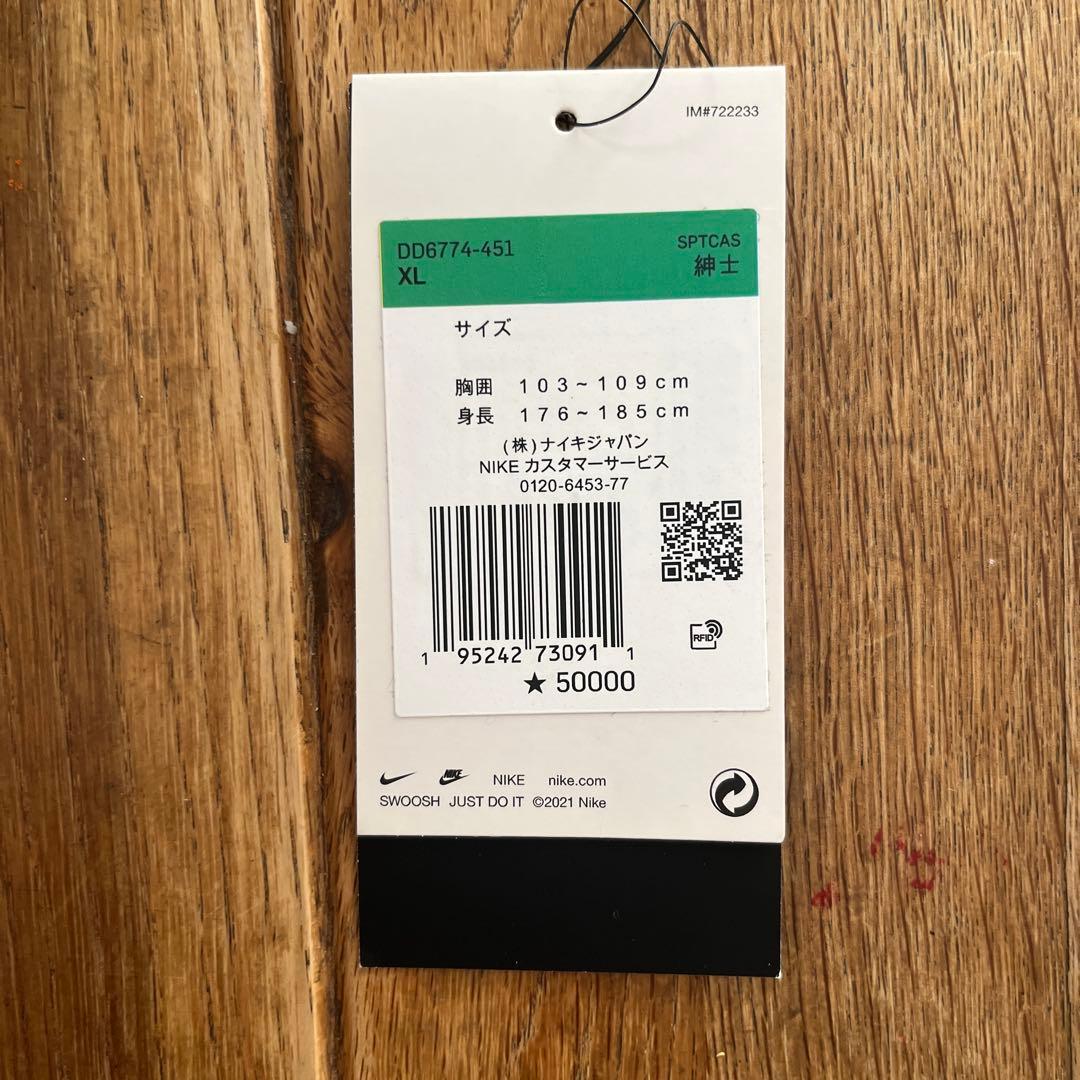 IM#722233
DD6774-451
XL
SPTCAS
紳士
サイズ
胸囲 103~109cm
身長 176~185cm
(株)ナイキジャパン
NIKE カスタマーサービス
0120-6453-77
1 95242 73091 1
★ 50000
RFID
NIKE NIKE nike.com
SWOOSH JUST DO IT ©2021 Nike